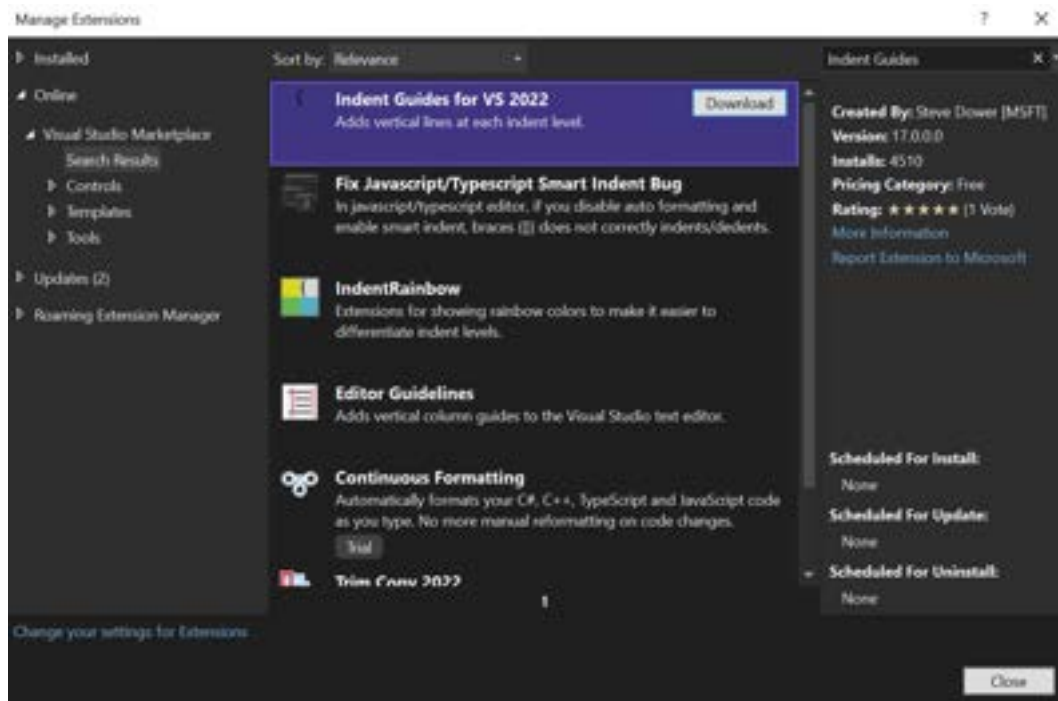 Manage Extensions
? ×
Installed
Online
Visual Studio Marketplace
Search Results
Controls
Templates
Tools
Updates (2)
Roaming Extension Manager
Change your settings for Extensions
Sort by: Relevance
Indent Guides for VS 2022
Download
Adds vertical lines at each indent level.
Fix Javascript/Typescript Smart Indent Bug
In javascript/typescript editor, if you disable auto formatting and
enable smart indent, braces ({}) does not correctly indents/dedents.
IndentRainbow
Extensions for showing rainbow colors to make it easier to
differentiate indent levels.
Editor Guidelines
Adds vertical column guides to the Visual Studio text editor.
Continuous Formatting
Automatically formats your C#, C++, TypeScript and JavaScript code
as you type. No more manual reformatting on code changes.
Trial
Trim Copy 2022
1
Indent Guides
Created By: Steve Dower [MSFT]
Version: 17.0.0.0
Installs: 4510
Pricing Category: Free
Rating: ★★★★★ (1 Vote)
More Information
Report Extension to Microsoft
Scheduled For Install:
None
Scheduled For Update:
None
Scheduled For Uninstall:
None
Close